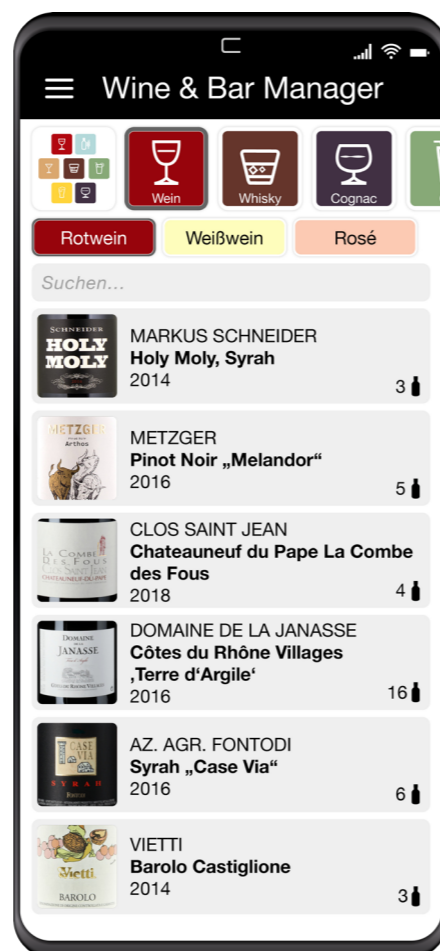 Wine & Bar Manager
Wein
Whisky
Cognac
Rotwein
Weißwein
Rosé
Suchen...
SCHNEIDER
HOLY
MOLY
MARKUS SCHNEIDER
Holy Moly, Syrah
2014
3
METZGER
Arthos
METZGER
Pinot Noir „Melandor“
2016
5
LA COMBE
DES FOUS
CLOS SAINT JEAN
CHATEAUNEUF-DU-PAPE
CLOS SAINT JEAN
Chateauneuf du Pape La Combe
des Fous
2018
4
DOMAINE
JANASSE
DOMAINE DE LA JANASSE
Côtes du Rhône Villages
‚Terre d‘Argile‘
2016
16
CASE
VIA
SYRAH
FONTODI
AZ. AGR. FONTODI
Syrah „Case Via“
2016
6
Vietti
BAROLO
VIETTI
Barolo Castiglione
2014
3